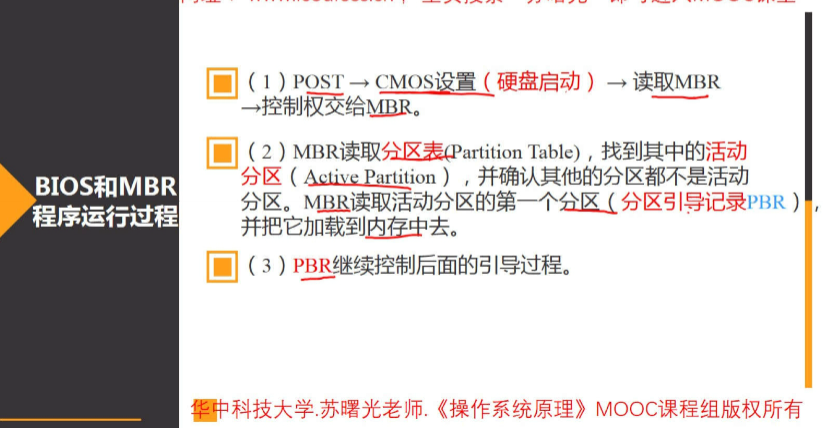 BIOS和MBR
程序运行过程
（1）POST → CMOS设置（硬盘启动）→ 读取MBR
→控制权交给MBR。
（2）MBR读取分区表(Partition Table)，找到其中的活动
分区（Active Partition），并确认其他的分区都不是活动
分区。MBR读取活动分区的第一个分区（分区引导记录PBR），
并把它加载到内存中去。
（3）PBR继续控制后面的引导过程。
华中科技大学.苏曙光老师.《操作系统原理》MOOC课程组版权所有